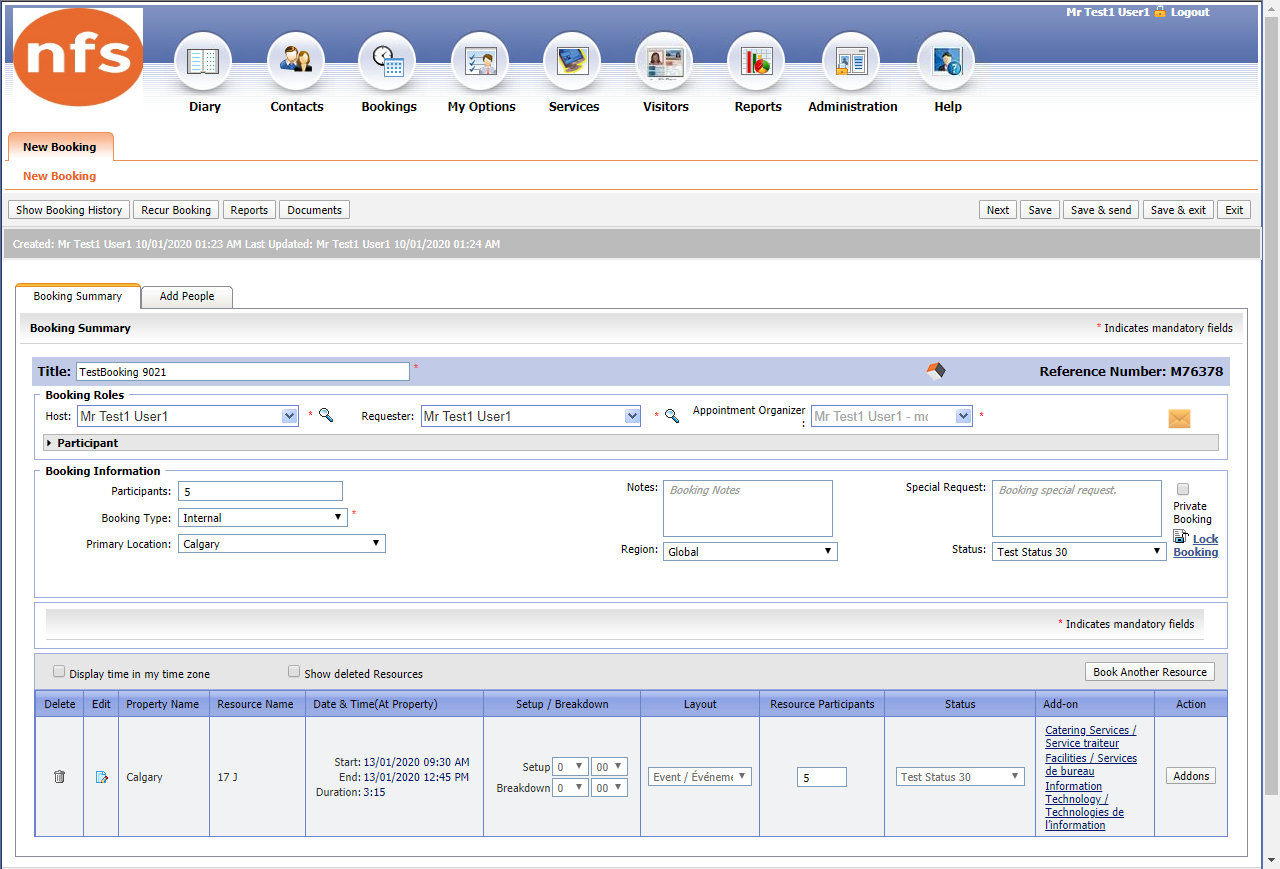 Mr Test1 User1 Logout
nfs
Diary Contacts Bookings My Options Services Visitors Reports Administration Help
New Booking
New Booking
Show Booking History Recur Booking Reports Documents Next Save Save & send Save & exit Exit
Created: Mr Test1 User1 10/01/2020 01:23 AM Last Updated: Mr Test1 User1 10/01/2020 01:24 AM
Booking Summary Add People
Booking Summary * Indicates mandatory fields
Title: TestBooking 9021 * Reference Number: M76378
Booking Roles
Host: Mr Test1 User1 * Requester: Mr Test1 User1 * Appointment Organizer : Mr Test1 User1 - mo *
Participant
Booking Information
Participants: 5 Notes: Booking Notes Special Request: Booking special request.
Private
Booking
Booking Type: Internal *
Primary Location: Calgary Region: Global Status: Test Status 30
Lock
Booking
* Indicates mandatory fields
Display time in my time zone Show deleted Resources Book Another Resource
Delete Edit Property Name Resource Name Date & Time(At Property) Setup / Breakdown Layout Resource Participants Status Add-on Action
Calgary 17 J
Start: 13/01/2020 09:30 AM
End: 13/01/2020 12:45 PM
Duration: 3:15
Setup 0 00
Breakdown 0 00
Event / Événeme 5 Test Status 30
Catering Services /
Service traiteur
Facilities / Services
de bureau
Information
Technology /
Technologies de
l'information
Addons